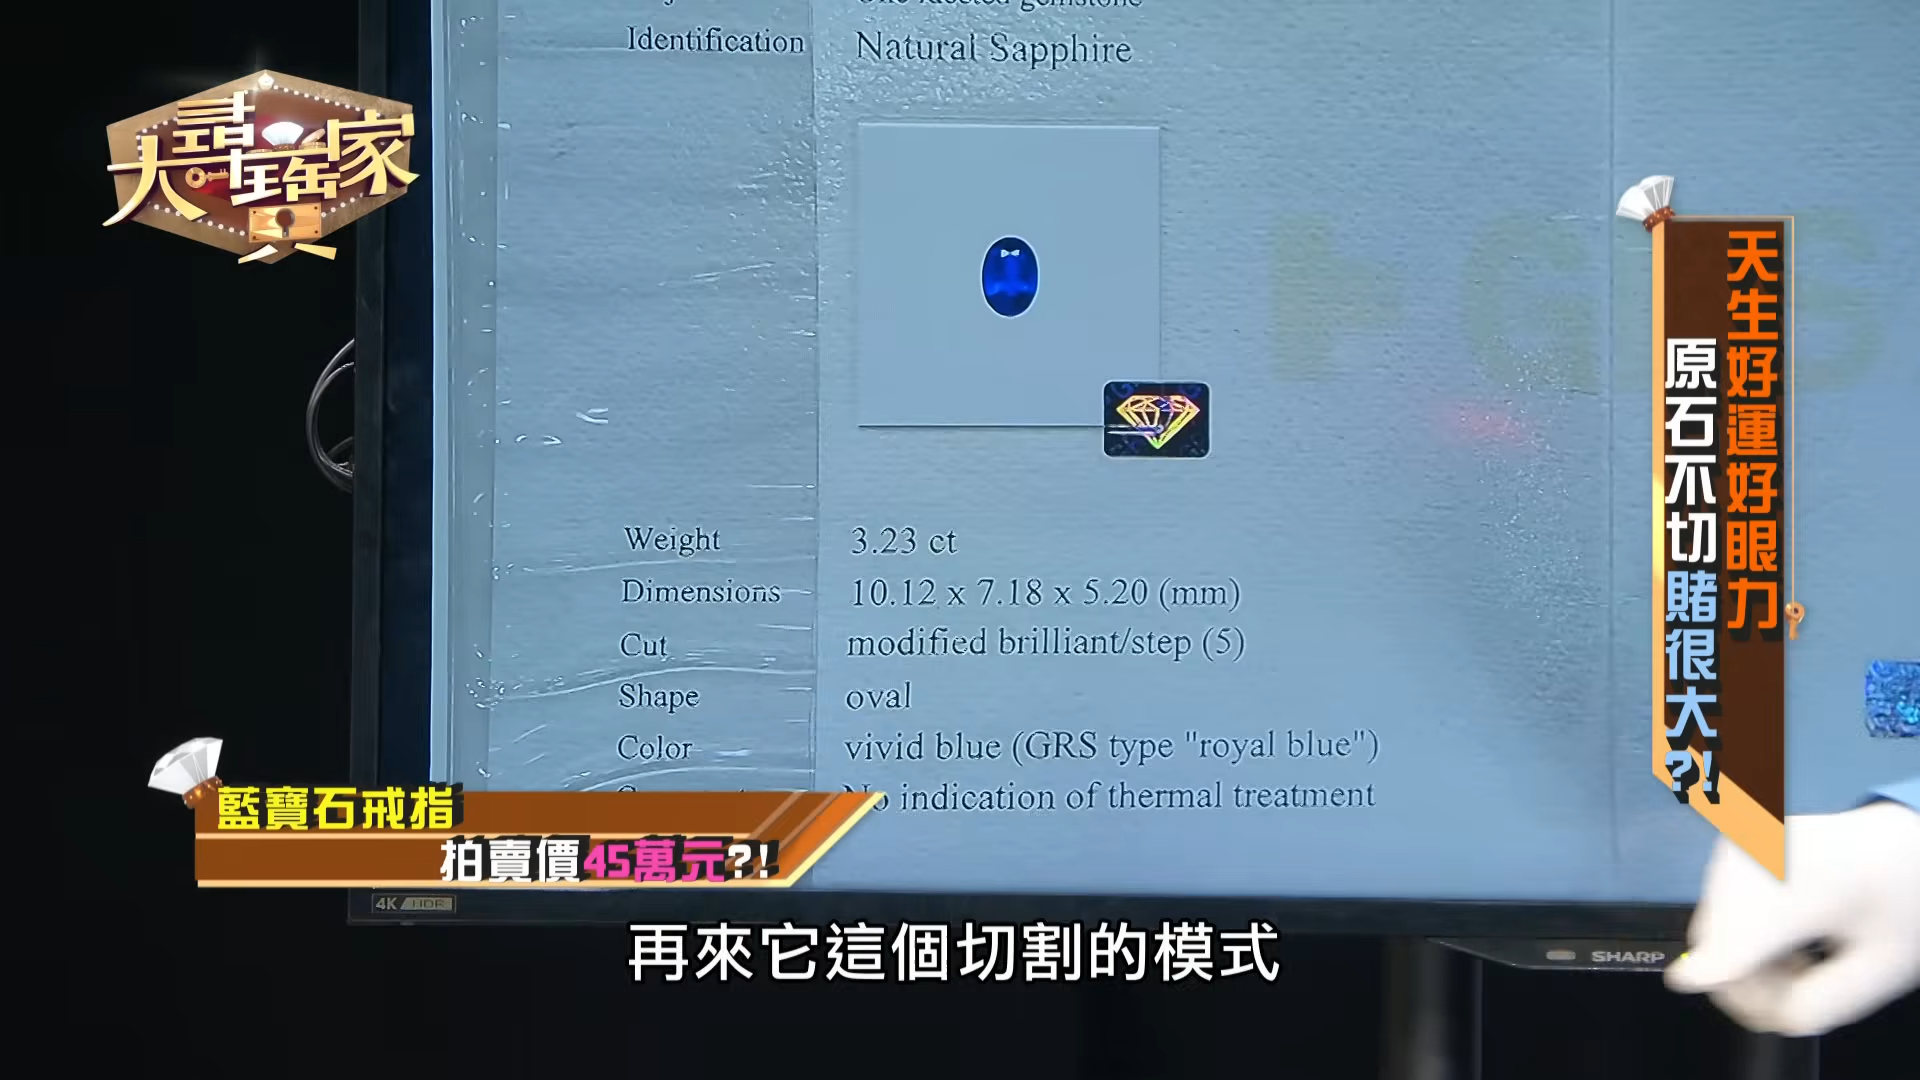 Identification
Natural Sapphire
大尋寶家
Weight
3.23 ct
Dimensions
10.12 x 7.18 x 5.20 (mm)
Cut
modified brilliant/step (5)
Shape
oval
Color
vivid blue (GRS type "royal blue")
No indication of thermal treatment
天生好運好眼力
原石不切賭很大?!
藍寶石戒指
拍賣價45萬元?!
4K HDR
SHARP
再來它這個切割的模式